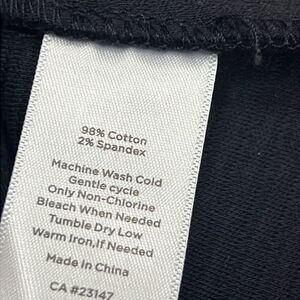 98% Cotton
2% Spandex
Machine Wash Cold
Gentle cycle
Only Non-Chlorine
Bleach When Needed
Tumble Dry Low
Warm Iron,If Needed
Made in China
CA #23147